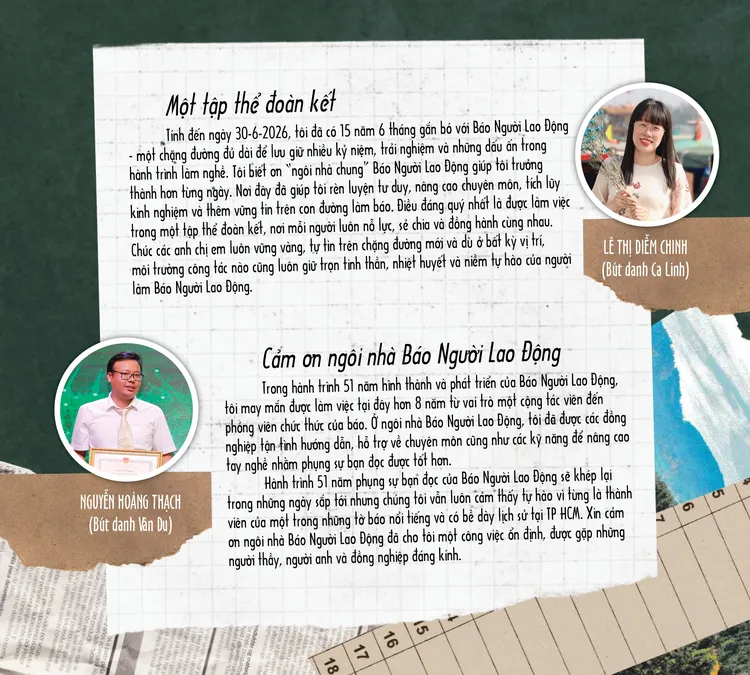 Một tập thể đoàn kết
Tính đến ngày 30-6-2026, tôi đã có 15 năm 6 tháng gắn bó với Báo Người Lao Động
- một chặng đường đủ dài để lưu giữ nhiều kỷ niệm, trải nghiệm và những dấu ấn trong
hành trình làm nghề. Tôi biết ơn "ngôi nhà chung" Báo Người Lao Động giúp tôi trưởng
thành hơn từng ngày. Nơi đây đã giúp tôi rèn luyện tư duy, nâng cao chuyên môn, tích lũy
kinh nghiệm và thêm vững tin trên con đường làm báo. Điều đáng quý nhất là được làm việc
trong một tập thể đoàn kết, nơi mỗi người luôn nỗ lực, sẻ chia và đồng hành cùng nhau.
Chúc các anh chị em luôn vững vàng, tự tin trên chặng đường mới và dù ở bất kỳ vị trí,
môi trường công tác nào cũng luôn giữ trọn tinh thần, nhiệt huyết và niềm tự hào của người
làm Báo Người Lao Động.
LÊ THỊ DIỄM CHINH
(Bút danh Ca Linh)
Cảm ơn ngôi nhà Báo Người Lao Động
Trong hành trình 51 năm hình thành và phát triển của Báo Người Lao Động,
tôi may mắn được làm việc tại đây hơn 8 năm từ vai trò một cộng tác viên đến
phóng viên chức thức của báo. Ở ngôi nhà Báo Người Lao Động, tôi đã được các đồng
nghiệp tận tình hướng dẫn, hỗ trợ về chuyên môn cũng như các kỹ năng để nâng cao
tay nghề nhằm phụng sự bạn đọc được tốt hơn.
Hành trình 51 năm phụng sự bạn đọc của Báo Người Lao Động sẽ khép lại
trong những ngày sắp tới nhưng chúng tôi vẫn luôn cảm thấy tự hào vì từng là thành
viên của một trong những tờ báo nổi tiếng và có bề dày lịch sử tại TP HCM. Xin cảm
ơn ngôi nhà Báo Người Lao Động đã cho tôi một công việc ổn định, được gặp những
người thầy, người anh và đồng nghiệp đáng kính.
NGUYỄN HOÀNG THẠCH
(Bút danh Vân Du)
5
10
11
12
13
14
15
16
17
18